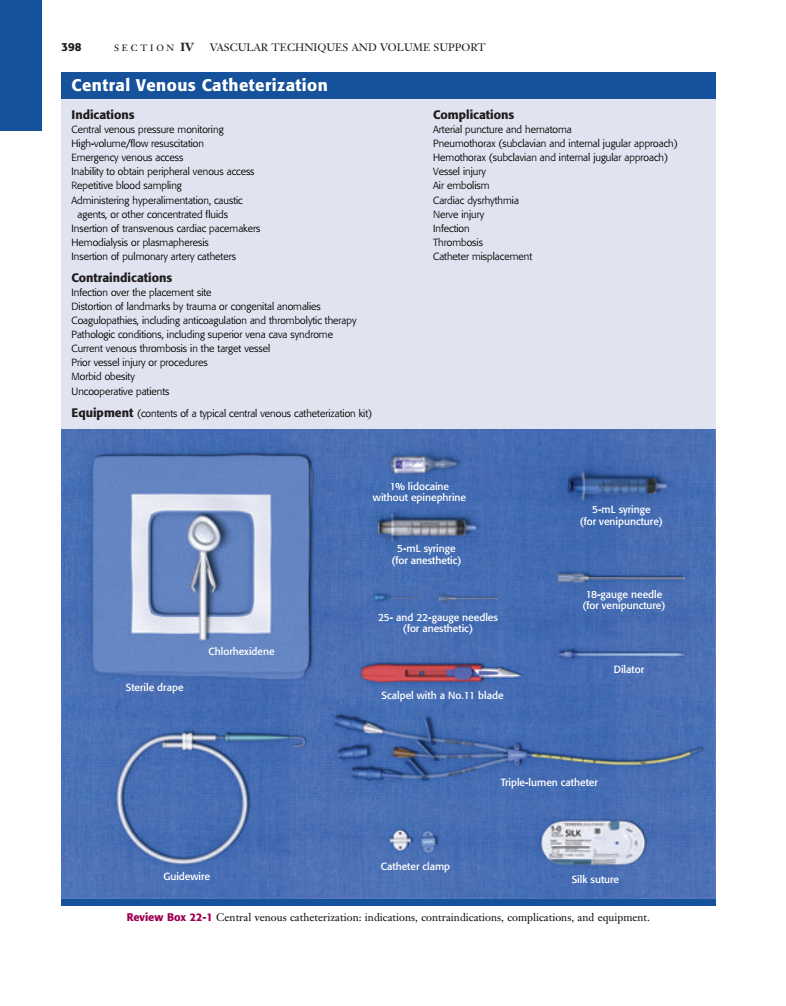 398 SECTION IV VASCULAR TECHNIQUES AND VOLUME SUPPORT
Central Venous Catheterization
Indications
Central venous pressure monitoring
High-volume/flow resuscitation
Emergency venous access
Inability to obtain peripheral venous access
Repetitive blood sampling
Administering hyperalimentation, caustic
agents, or other concentrated fluids
Insertion of transvenous cardiac pacemakers
Hemodialysis or plasmapheresis
Insertion of pulmonary artery catheters
Contraindications
Infection over the placement site
Distortion of landmarks by trauma or congenital anomalies
Coagulopathies, including anticoagulation and thrombolytic therapy
Pathologic conditions, including superior vena cava syndrome
Current venous thrombosis in the target vessel
Prior vessel injury or procedures
Morbid obesity
Uncooperative patients
Complications
Arterial puncture and hematoma
Pneumothorax (subclavian and internal jugular approach)
Hemothorax (subclavian and internal jugular approach)
Vessel injury
Air embolism
Cardiac dysrhythmia
Nerve injury
Infection
Thrombosis
Catheter misplacement
Equipment (contents of a typical central venous catheterization kit)
1% lidocaine
without epinephrine
5-mL syringe
(for venipuncture)
5-mL syringe
(for anesthetic)
18-gauge needle
(for venipuncture)
25- and 22-gauge needles
(for anesthetic)
Chlorhexidene
Dilator
Sterile drape
Scalpel with a No.11 blade
Triple-lumen catheter
SILK
Catheter clamp
Guidewire
Silk suture
Review Box 22-1 Central venous catheterization: indications, contraindications, complications, and equipment.